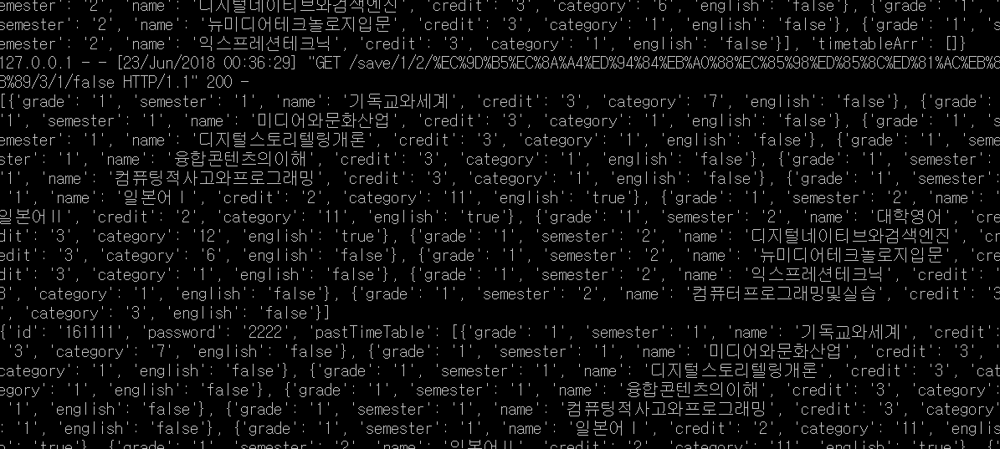 emester': '2', 'name': '디지털네이티브와검색엔진', 'credit': '3', 'category': '6', 'english': 'false'}, {'grade': '1',
semester': '2', 'name': '뉴미디어테크놀로지입문', 'credit': '3', 'category': '1', 'english': 'false'}, {'grade': '1',
emester': '2', 'name': '익스프레션테크닉', 'credit': '3', 'category': '1', 'english': 'false'}], 'timetableArr': []}
127.0.0.1 - - [23/Jun/2018 00:36:29] "GET /save/1/2/%EC%9D%B5%EC%8A%A4%ED%94%84%EB%A0%88%EC%85%98%ED%85%8C%ED%81%AC%EB%8
B%89/3/1/false HTTP/1.1" 200 -
[{'grade': '1', 'semester': '1', 'name': '기독교와세계', 'credit': '3', 'category': '7', 'english': 'false'}, {'grade':
'1', 'semester': '1', 'name': '미디어와문화산업', 'credit': '3', 'category': '1', 'english': 'false'}, {'grade': '1', 's
emester': '1', 'name': '디지털스토리텔링개론', 'credit': '3', 'category': '1', 'english': 'false'}, {'grade': '1', 'seme
ster': '1', 'name': '융합콘텐츠의이해', 'credit': '3', 'category': '1', 'english': 'false'}, {'grade': '1', 'semester':
'1', 'name': '컴퓨팅적사고와프로그래밍', 'credit': '3', 'category': '1', 'english': 'false'}, {'grade': '1', 'semester'
: '1', 'name': '일본어Ⅰ', 'credit': '2', 'category': '11', 'english': 'true'}, {'grade': '1', 'semester': '2', 'name': '
일본어Ⅱ', 'credit': '2', 'category': '11', 'english': 'true'}, {'grade': '1', 'semester': '2', 'name': '대학영어', 'cre
dit': '3', 'category': '12', 'english': 'true'}, {'grade': '1', 'semester': '2', 'name': '디지털네이티브와검색엔진', 'cr
edit': '3', 'category': '6', 'english': 'false'}, {'grade': '1', 'semester': '2', 'name': '뉴미디어테크놀로지입문', 'cre
dit': '3', 'category': '1', 'english': 'false'}, {'grade': '1', 'semester': '2', 'name': '익스프레션테크닉', 'credit': '
3', 'category': '1', 'english': 'false'}, {'grade': '1', 'semester': '2', 'name': '컴퓨터프로그래밍및실습', 'credit': '3
', 'category': '3', 'english': 'false'}]
{'id': '161111', 'password': '2222', 'pastTimeTable': [{'grade': '1', 'semester': '1', 'name': '기독교와세계', 'credit':
'3', 'category': '7', 'english': 'false'}, {'grade': '1', 'semester': '1', 'name': '미디어와문화산업', 'credit': '3', '
category': '1', 'english': 'false'}, {'grade': '1', 'semester': '1', 'name': '디지털스토리텔링개론', 'credit': '3', 'cat
egory': '1', 'english': 'false'}, {'grade': '1', 'semester': '1', 'name': '융합콘텐츠의이해', 'credit': '3', 'category'
: '1', 'english': 'false'}, {'grade': '1', 'semester': '1', 'name': '컴퓨팅적사고와프로그래밍', 'credit': '3', 'category
': '1', 'english': 'false'}, {'grade': '1', 'semester': '1', 'name': '일본어Ⅰ', 'credit': '2', 'category': '11', 'englis
h': 'true'}, {'grade': '1', 'semester': '2', 'name': '일본어Ⅱ', 'credit': '2', 'category': '11', 'english': 'true'}, {'